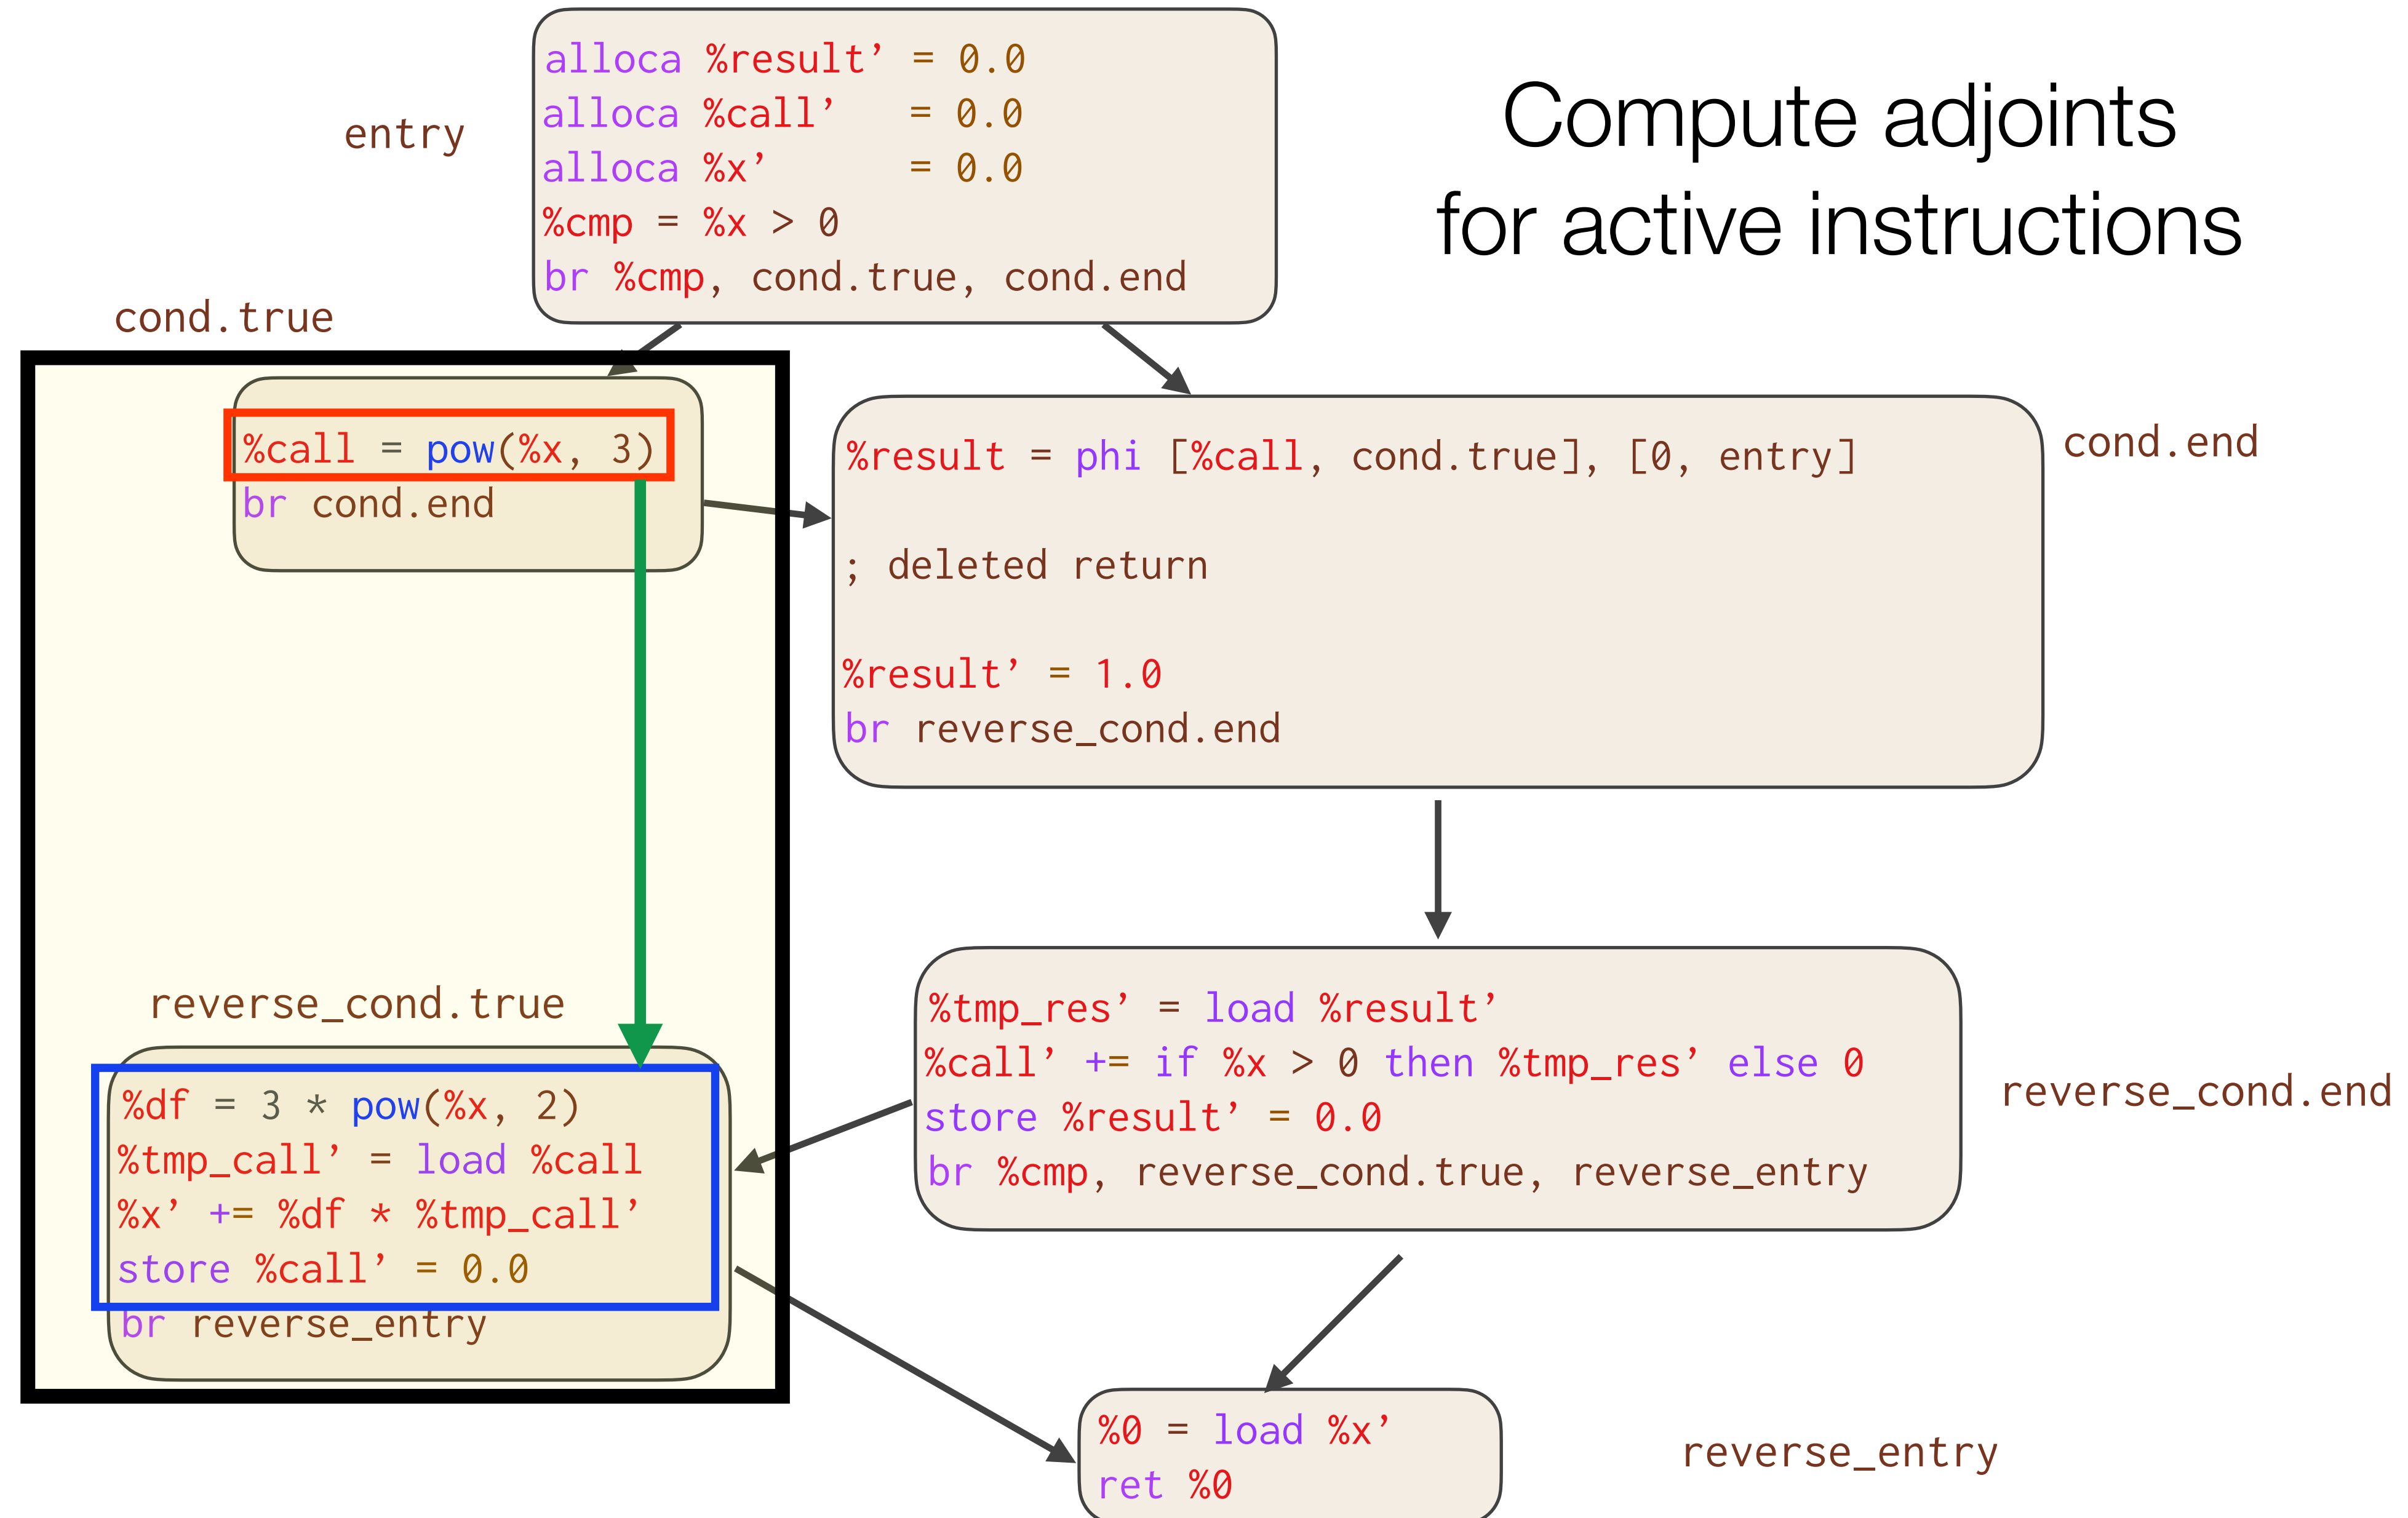 Compute adjoints
for active instructions
entry
alloca %result’ = 0.0
alloca %call’ = 0.0
alloca %x’ = 0.0
%cmp = %x > 0
br %cmp, cond.true, cond.end
cond.true
%call = pow(%x, 3)
br cond.end
cond.end
%result = phi [%call, cond.true], [0, entry]
; deleted return
%result’ = 1.0
br reverse_cond.end
reverse_cond.end
%tmp_res’ = load %result’
%call’ += if %x > 0 then %tmp_res’ else 0
store %result’ = 0.0
br %cmp, reverse_cond.true, reverse_entry
reverse_cond.true
%df = 3 * pow(%x, 2)
%tmp_call’ = load %call
%x’ += %df * %tmp_call’
store %call’ = 0.0
br reverse_entry
reverse_entry
%0 = load %x’
ret %0